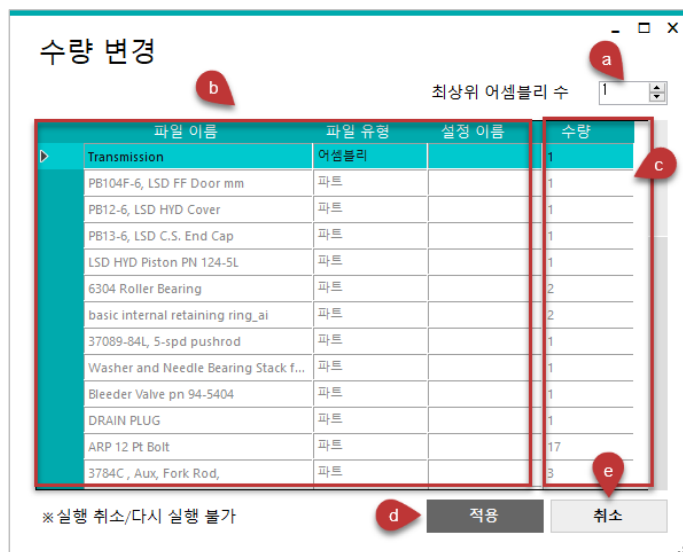 수량 변경
a
최상위 어셈블리 수 1
b
파일 이름 파일 유형 설정 이름 수량
Transmission 어셈블리 1
c
PB104F-6, LSD FF Door mm 파트 1
PB12-6, LSD HYD Cover 파트 1
PB13-6, LSD C.S. End Cap 파트 1
LSD HYD Piston PN 124-5L 파트 1
6304 Roller Bearing 파트 2
basic internal retaining ring_ai 파트 2
37089-84L, 5-spd pushrod 파트 1
Washer and Needle Bearing Stack f... 파트 1
Bleeder Valve pn 94-5404 파트 1
DRAIN PLUG 파트 1
ARP 12 Pt Bolt 파트 17
3784C , Aux, Fork Rod, 파트 3
e
※실행 취소/다시 실행 불가 d 적용 취소